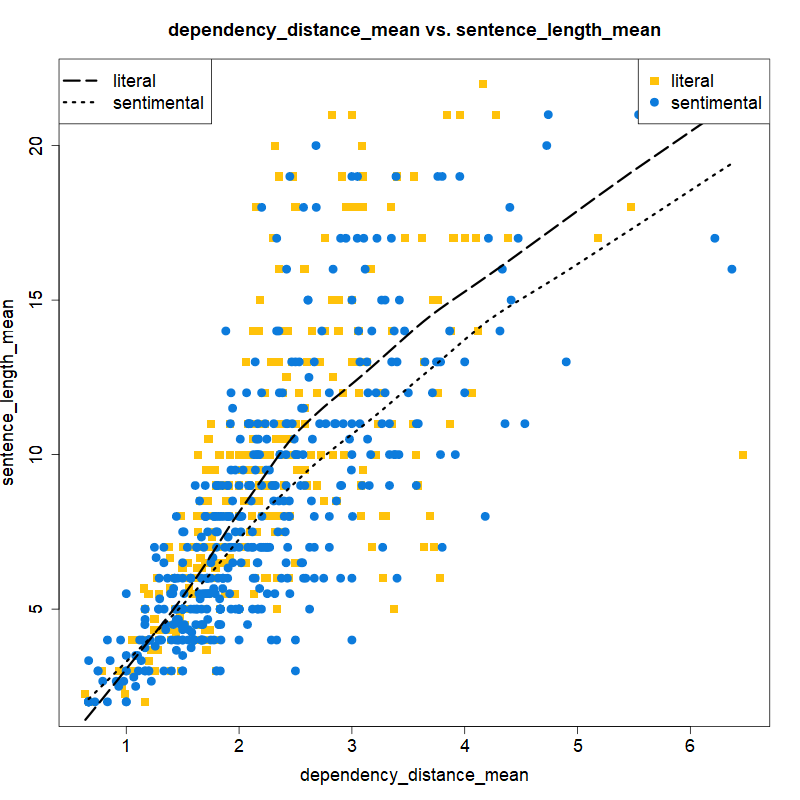 dependency_distance_mean vs. sentence_length_mean
literal
sentimental
literal
sentimental
sentence_length_mean
20
15
10
5
1 2 3 4 5 6
dependency_distance_mean